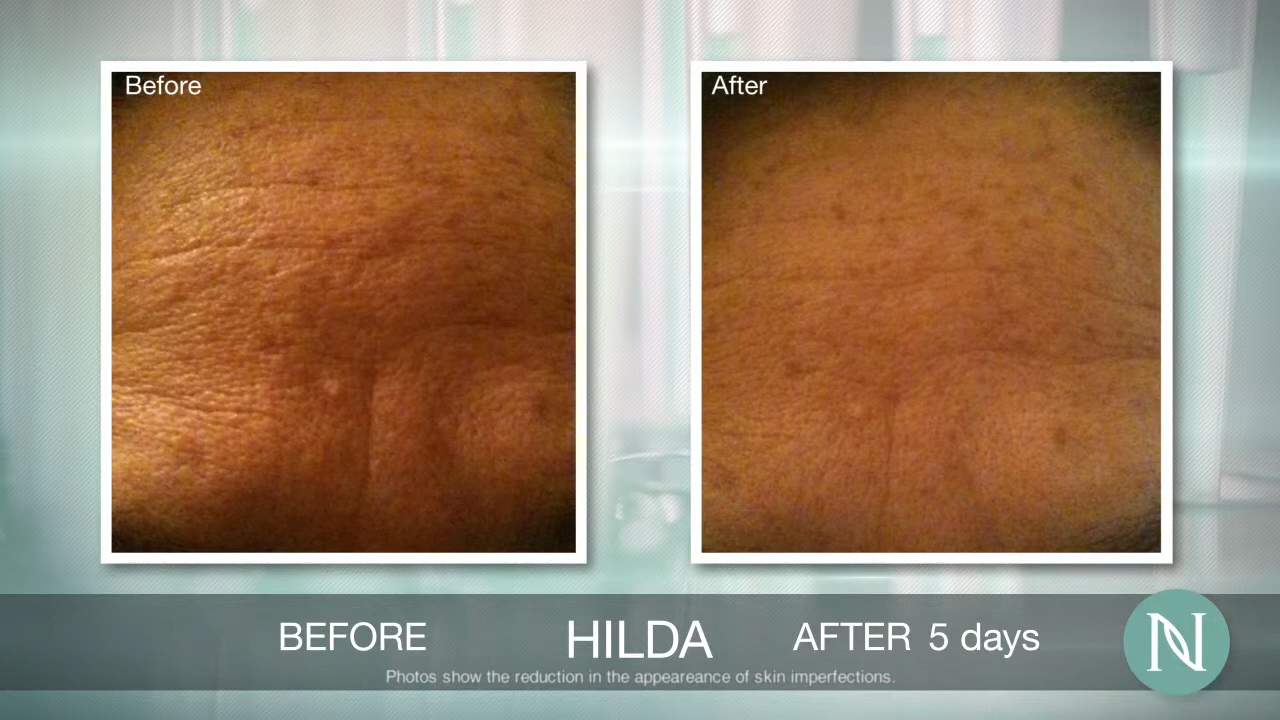 Before
After
BEFORE HILDA AFTER 5 days
N
Photos show the reduction in the appeareance of skin imperfections.